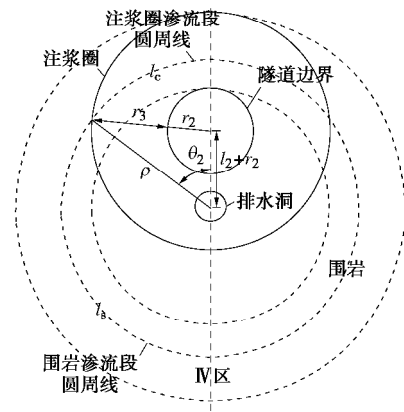 注浆圈渗流段
圆周线
注浆圈
l_c
隧道边界
r_3
r_2
θ_2
l_2+r_2
ρ
排水洞
围岩
l_a
围岩渗流段
圆周线
Ⅳ区